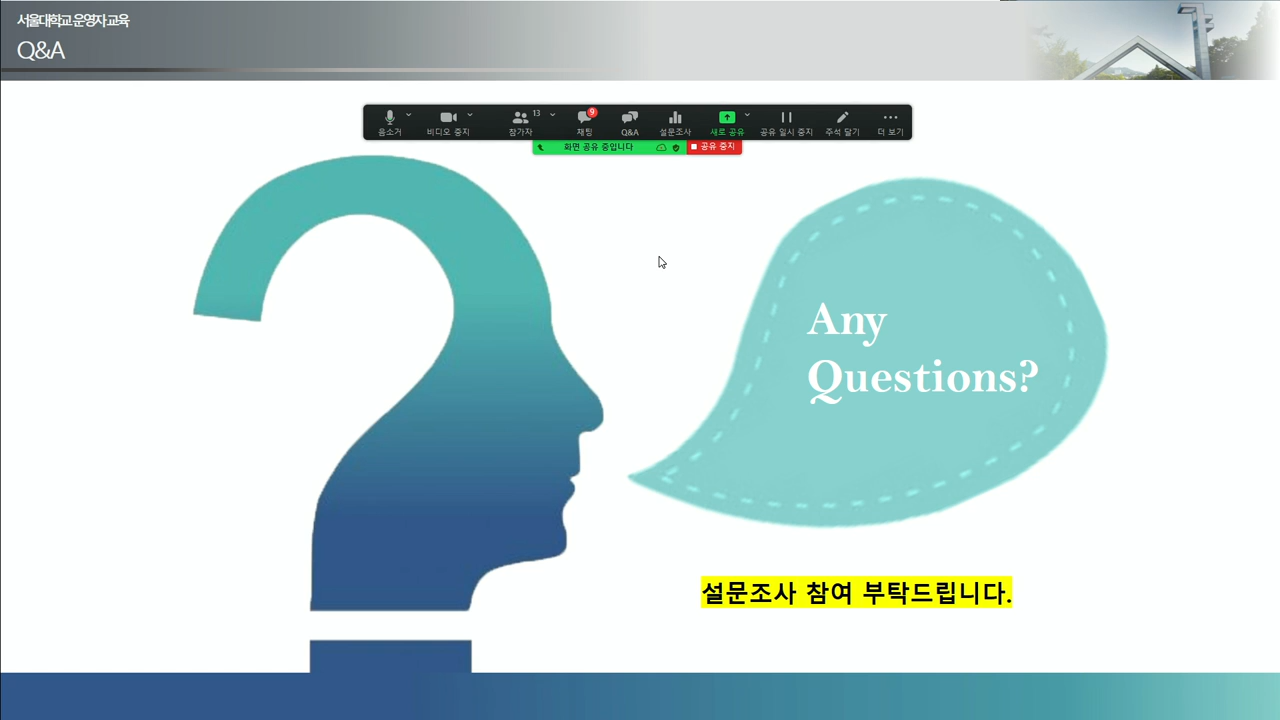 서울대학교 운영자 교육
Q&A
13
9
음소거
비디오 중지
참가자
채팅
Q&A
설문조사
새로 공유
공유 일시 중지
주석 달기
더 보기
화면 공유 중입니다
공유 중지
Any
Questions?
설문조사 참여 부탁드립니다.